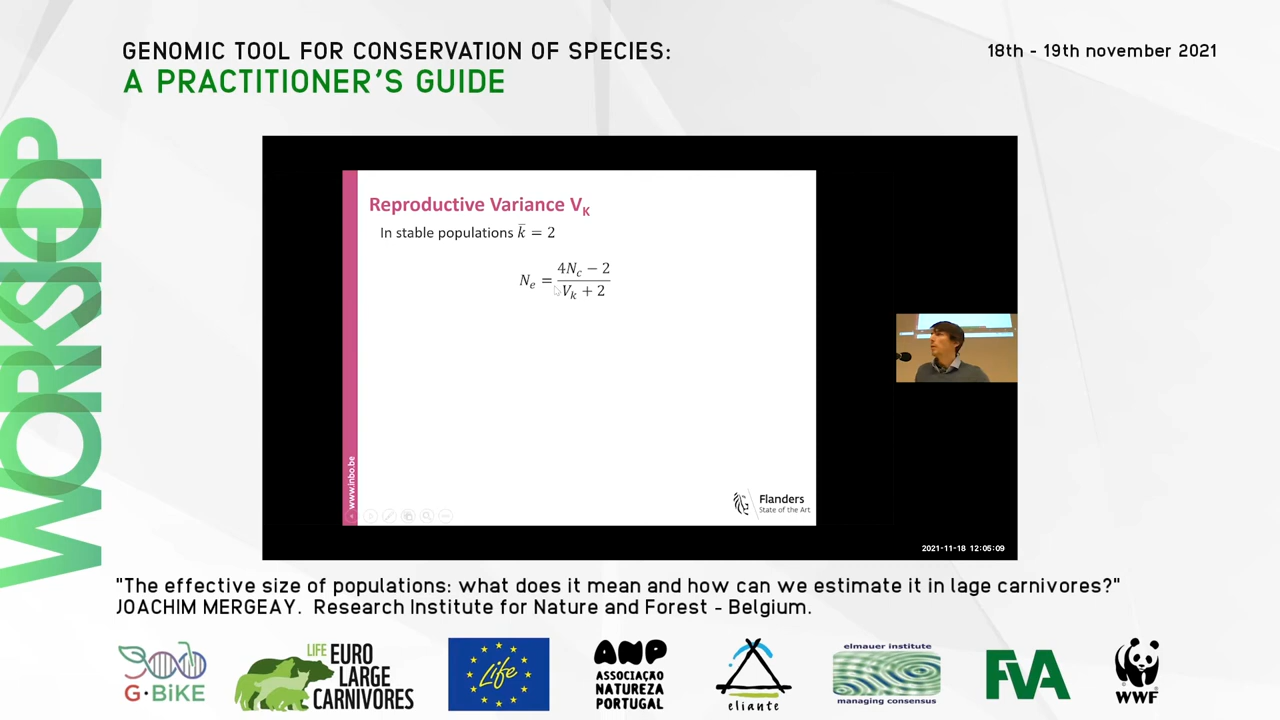 GENOMIC TOOL FOR CONSERVATION OF SPECIES:
A PRACTITIONER'S GUIDE
18th - 19th november 2021
WORKSHOP
Reproductive Variance V_K
In stable populations k̄ = 2
N_e = (4N_c − 2)/(V_k + 2)
www.inbo.be
Flanders
State of the Art
2021-11-18 12:05:09
"The effective size of populations: what does it mean and how can we estimate it in lage carnivores?"
JOACHIM MERGEAY. Research Institute for Nature and Forest - Belgium.
G·BiKE
LIFE EURO
LARGE
CARNIVORES
Life
ANP
ASSOCIAÇÃO
NATUREZA
PORTUGAL
eliante
elmauer institute
managing consensus
FVA
WWF